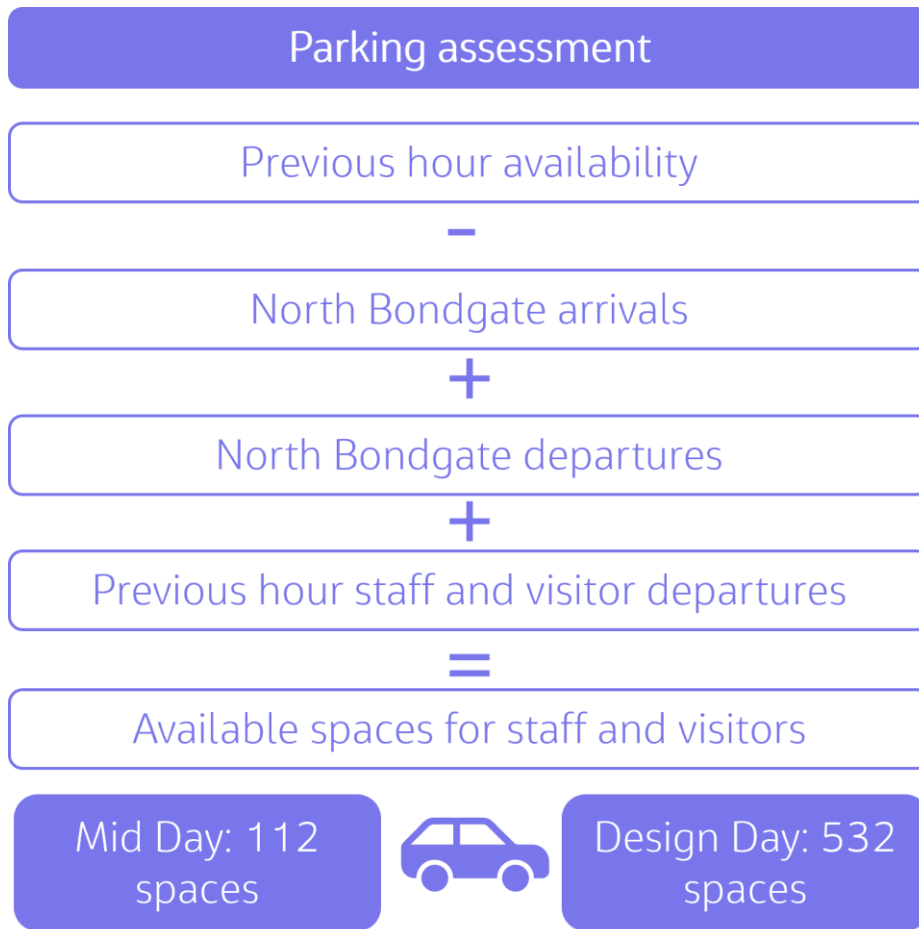 Parking assessment
Previous hour availability
-
North Bondgate arrivals
+
North Bondgate departures
+
Previous hour staff and visitor departures
=
Available spaces for staff and visitors
Mid Day: 112
spaces
Design Day: 532
spaces